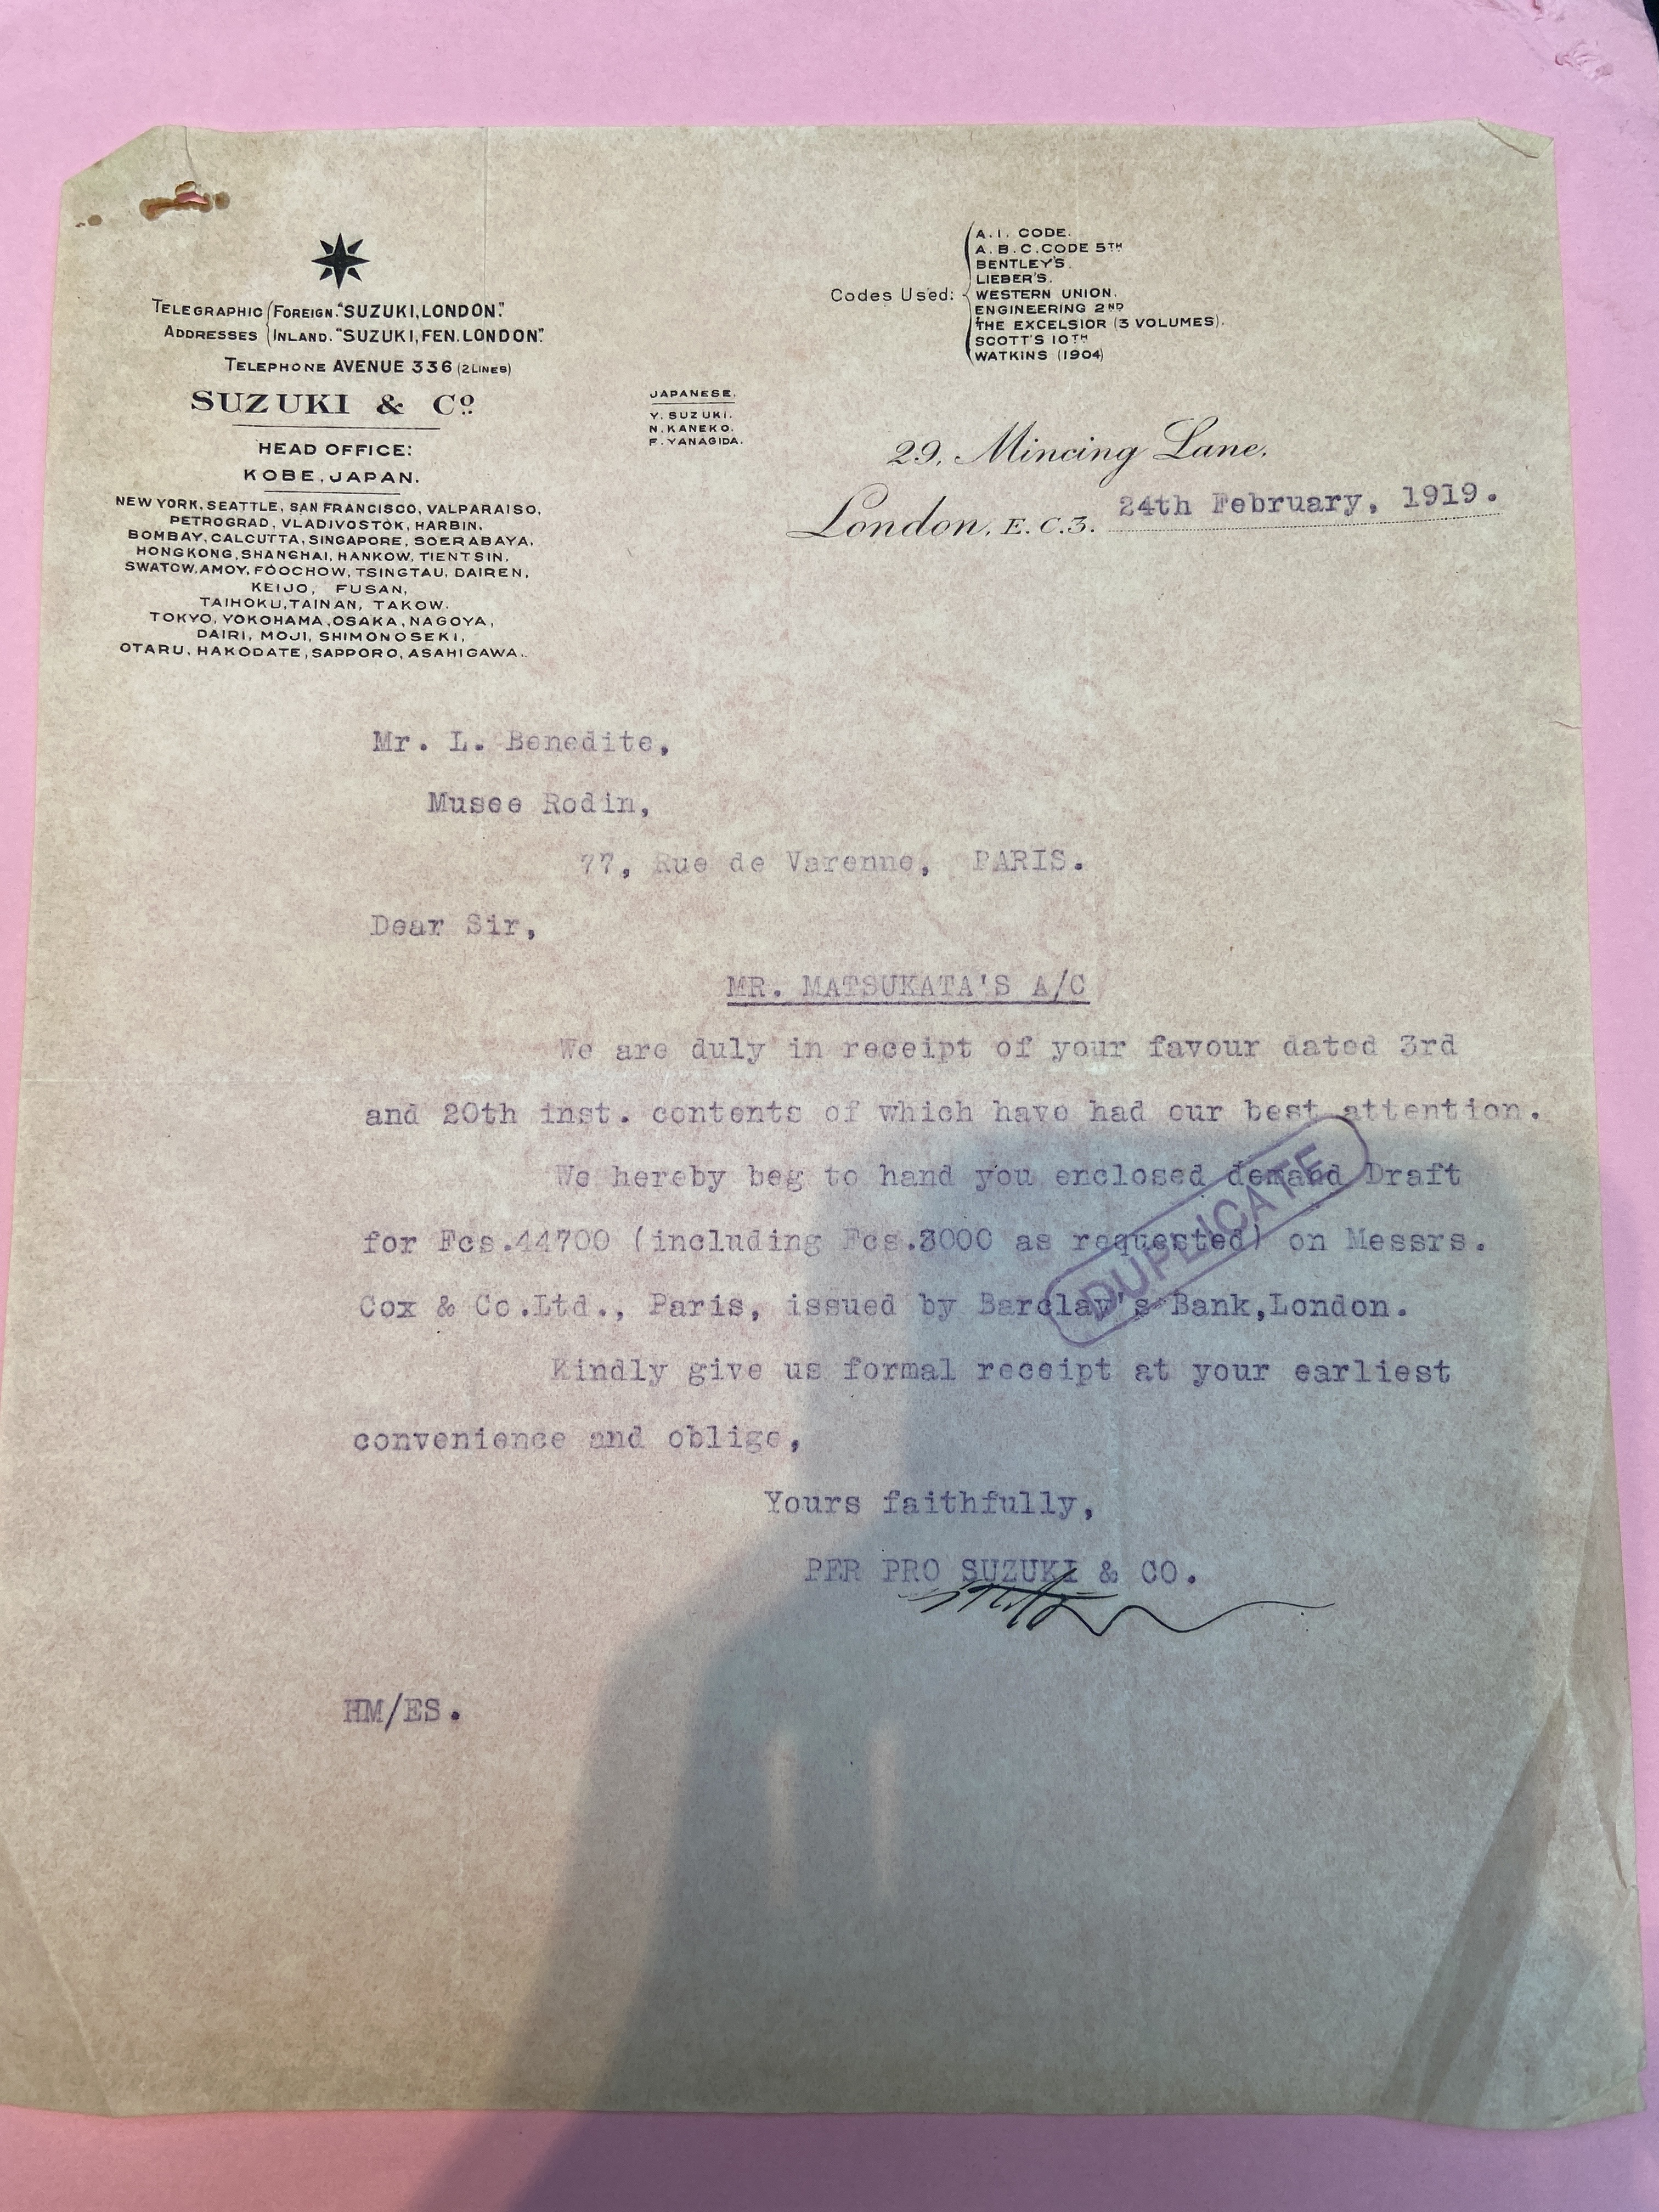 TELEGRAPHIC ADDRESSES
FOREIGN. "SUZUKI, LONDON."
INLAND. "SUZUKI, FEN. LONDON."
TELEPHONE AVENUE 336 (2 LINES)
SUZUKI & Cº
HEAD OFFICE:
KOBE, JAPAN.
NEW YORK, SEATTLE, SAN FRANCISCO, VALPARAISO,
PETROGRAD, VLADIVOSTOK, HARBIN,
BOMBAY, CALCUTTA, SINGAPORE, SOERABAYA,
HONGKONG, SHANGHAI, HANKOW, TIENTSIN,
SWATOW, AMOY, FOOCHOW, TSINGTAU, DAIREN,
KEIJO, FUSAN,
TAIHOKU, TAINAN, TAKOW.
TOKYO, YOKOHAMA, OSAKA, NAGOYA,
DAIRI, MOJI, SHIMONOSEKI,
OTARU, HAKODATE, SAPPORO, ASAHIGAWA.
JAPANESE.
Y. SUZUKI.
N. KANEKO.
F. YANAGIDA.
Codes Used:
A. I. CODE.
A. B. C. CODE 5TH
BENTLEY'S.
LIEBER'S.
WESTERN UNION.
ENGINEERING 2ND
THE EXCELSIOR (3 VOLUMES).
SCOTT'S 10TH
WATKINS (1904)
29, Mincing Lane,
London, E.C.3. 24th February, 1919.
Mr. L. Benedite,
Musee Rodin,
77, Rue de Varenne, PARIS.
Dear Sir,
MR. MATSUKATA'S A/C
We are duly in receipt of your favour dated 3rd
and 20th inst. contents of which have had our best attention.
We hereby beg to hand you enclosed demand Draft
for Fcs.44700 (including Fcs.3000 as requested) on Messrs.
Cox & Co.Ltd., Paris, issued by Barclay's Bank,London.
DUPLICATE
Kindly give us formal receipt at your earliest
convenience and oblige,
Yours faithfully,
PER PRO SUZUKI & CO.
HM/ES.